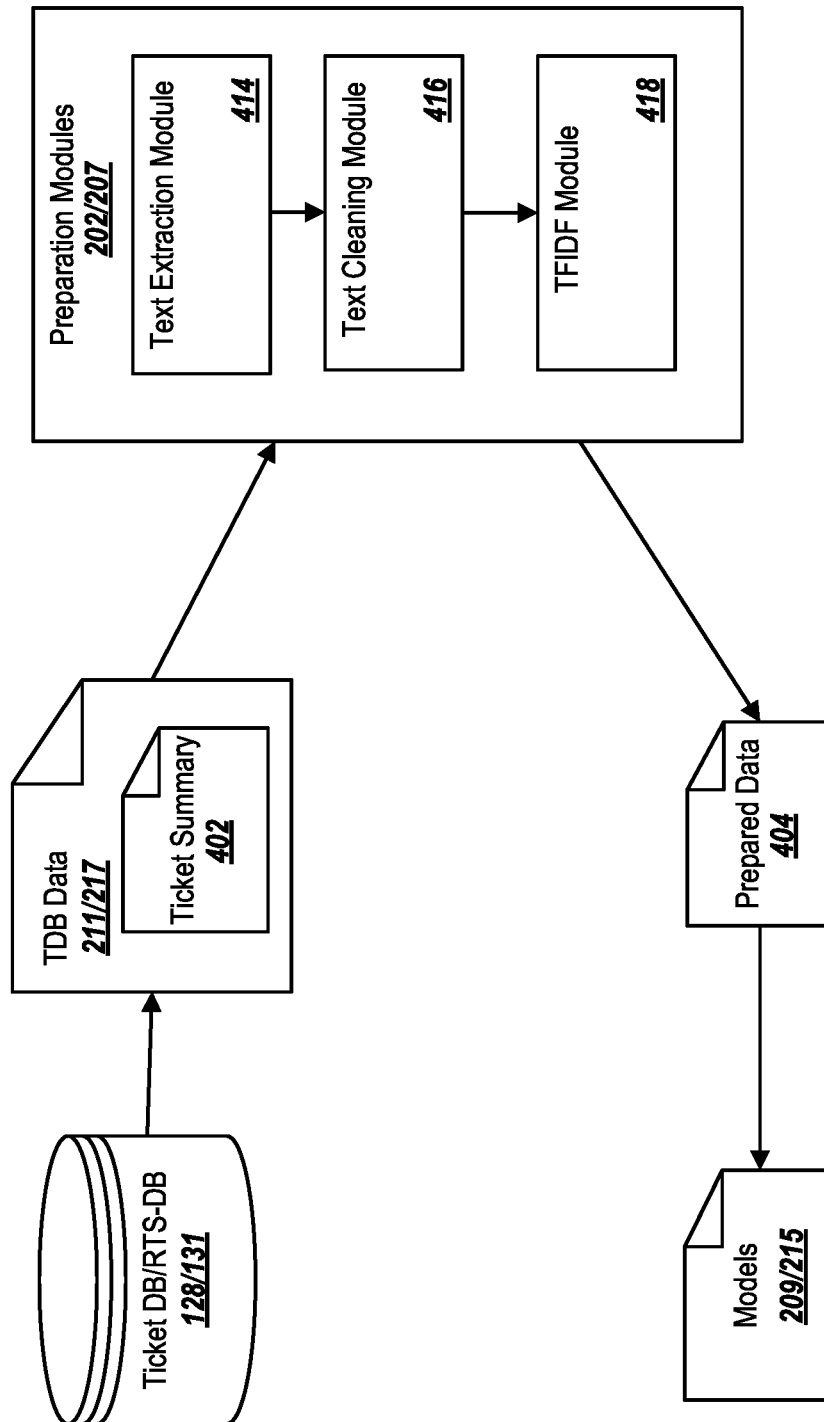 Ticket DB/RTS-DB
128/131
TDB Data
211/217
Ticket Summary
402
Preparation Modules
202/207
Text Extraction Module
414
Text Cleaning Module
416
TFIDF Module
418
Models
209/215
Prepared Data
404